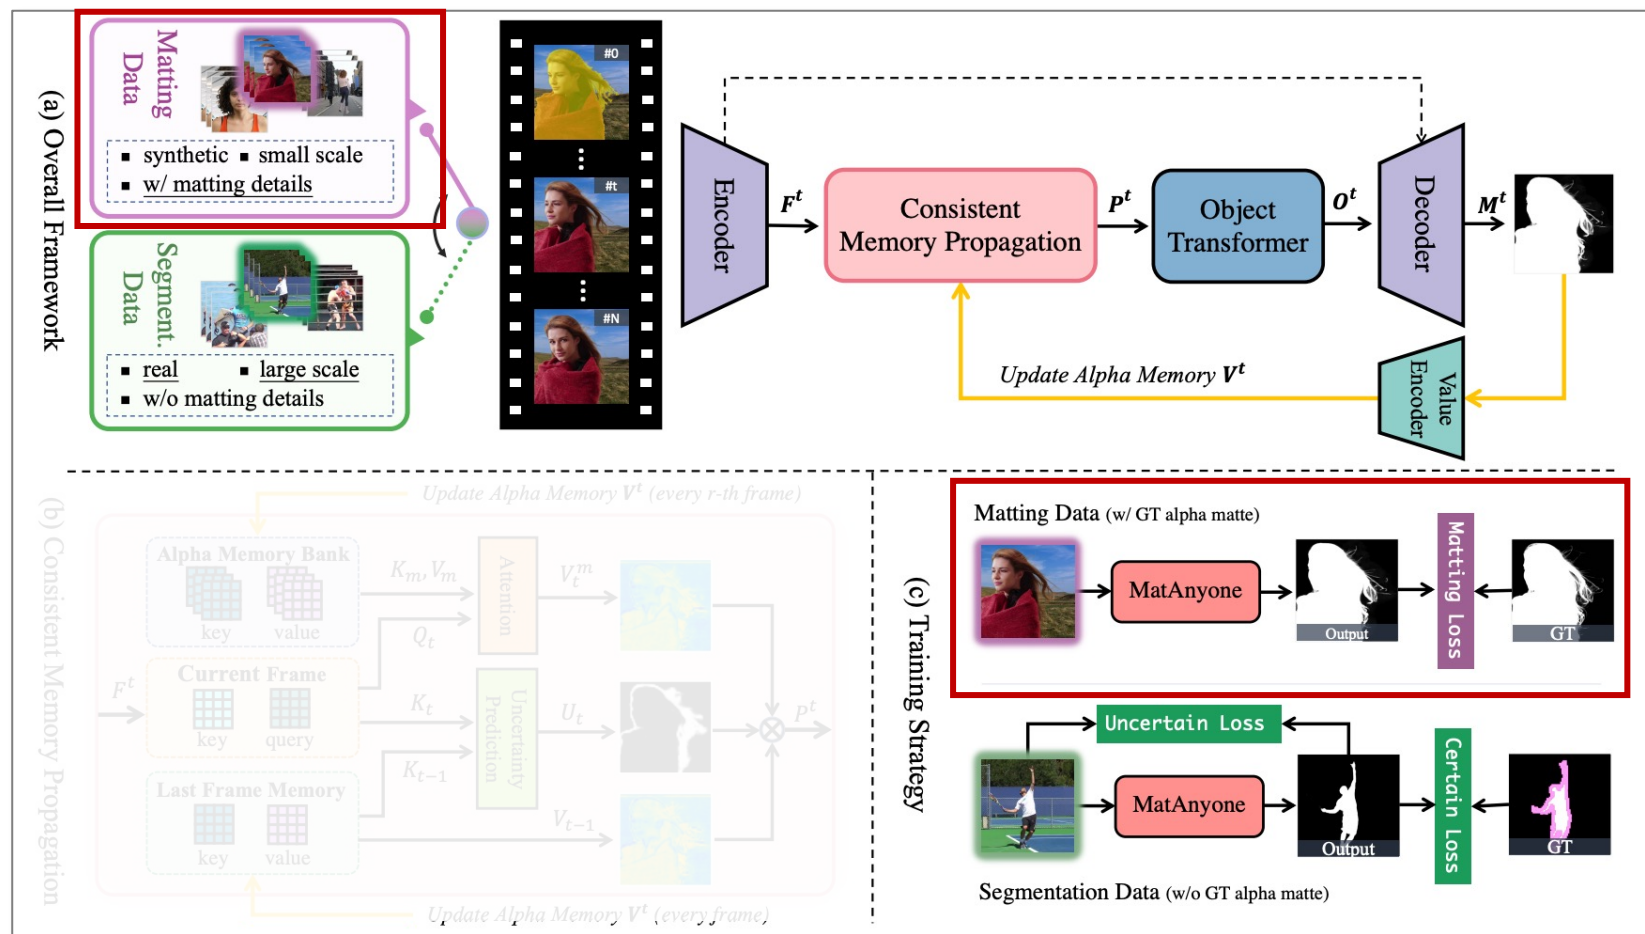 (a) Overall Framework
Matting
Data
▪ synthetic ▪ small scale
▪ w/ matting details
Segment.
Data
▪ real ▪ large scale
▪ w/o matting details
#0
#t
#N
Encoder
F^t
Consistent
Memory Propagation
P^t
Object
Transformer
O^t
Decoder
M^t
Value
Encoder
Update Alpha Memory V^t
(b) Consistent Memory Propagation
Update Alpha Memory V^t (every r-th frame)
Alpha Memory Bank
key value
K_m, V_m
Attention
V_t^m
Q_t
F^t
Current Frame
key query
K_t
Uncertainty
Prediction
U_t
P^t
K_{t-1}
Last Frame Memory
key value
V_{t-1}
Update Alpha Memory V^t (every frame)
(c) Training Strategy
Matting Data (w/ GT alpha matte)
MatAnyone
Output
Matting Loss
GT
Uncertain Loss
MatAnyone
Output
Certain Loss
GT
Segmentation Data (w/o GT alpha matte)